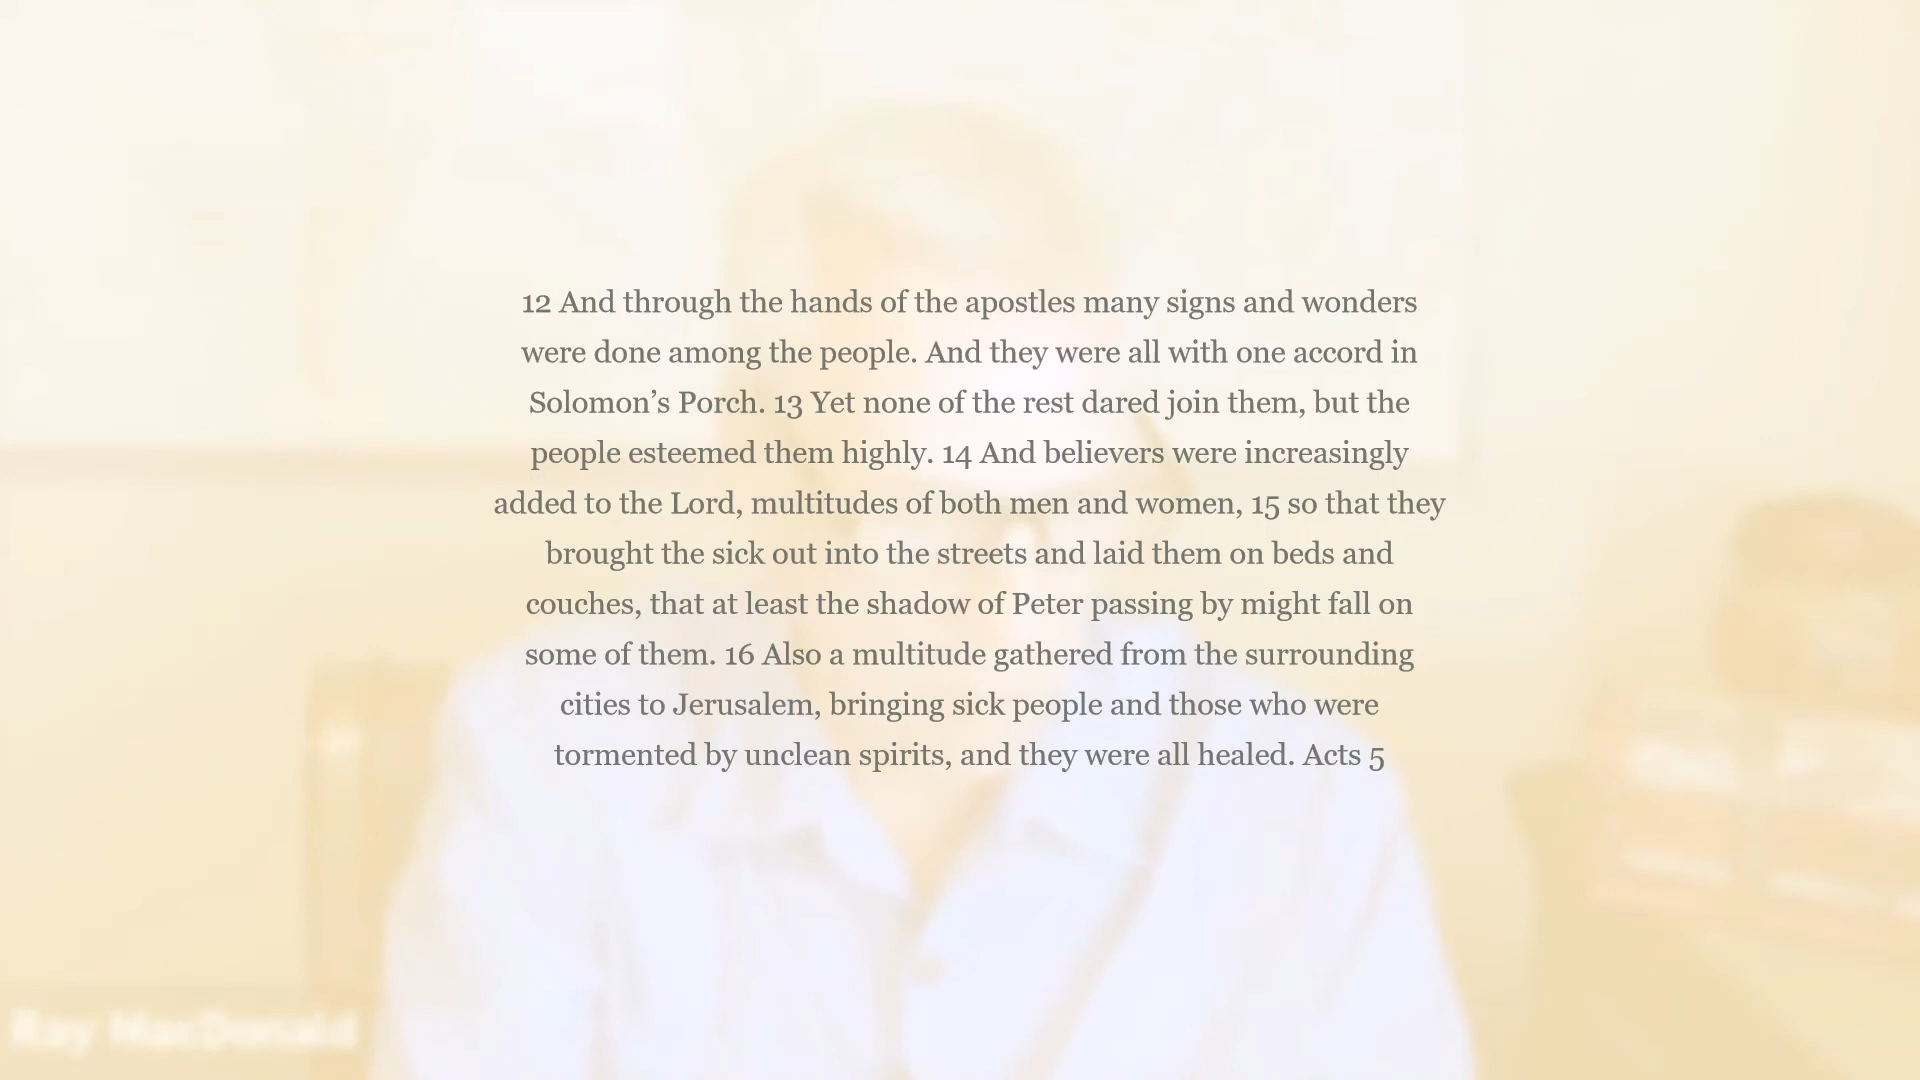 12 And through the hands of the apostles many signs and wonders
were done among the people. And they were all with one accord in
Solomon’s Porch. 13 Yet none of the rest dared join them, but the
people esteemed them highly. 14 And believers were increasingly
added to the Lord, multitudes of both men and women, 15 so that they
brought the sick out into the streets and laid them on beds and
couches, that at least the shadow of Peter passing by might fall on
some of them. 16 Also a multitude gathered from the surrounding
cities to Jerusalem, bringing sick people and those who were
tormented by unclean spirits, and they were all healed. Acts 5
Ray MacDonald